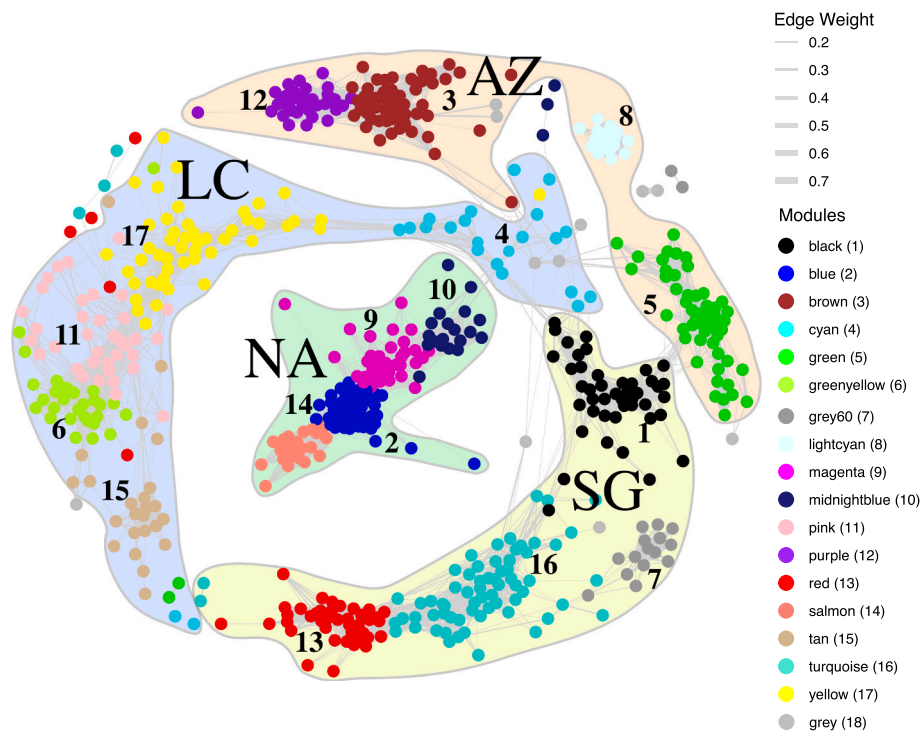 AZ
12
3
8
LC
17
4
10
9
5
11
NA
14
6
2
1
15
SG
16
7
13
Edge Weight
0.2
0.3
0.4
0.5
0.6
0.7
Modules
black (1)
blue (2)
brown (3)
cyan (4)
green (5)
greenyellow (6)
grey60 (7)
lightcyan (8)
magenta (9)
midnightblue (10)
pink (11)
purple (12)
red (13)
salmon (14)
tan (15)
turquoise (16)
yellow (17)
grey (18)